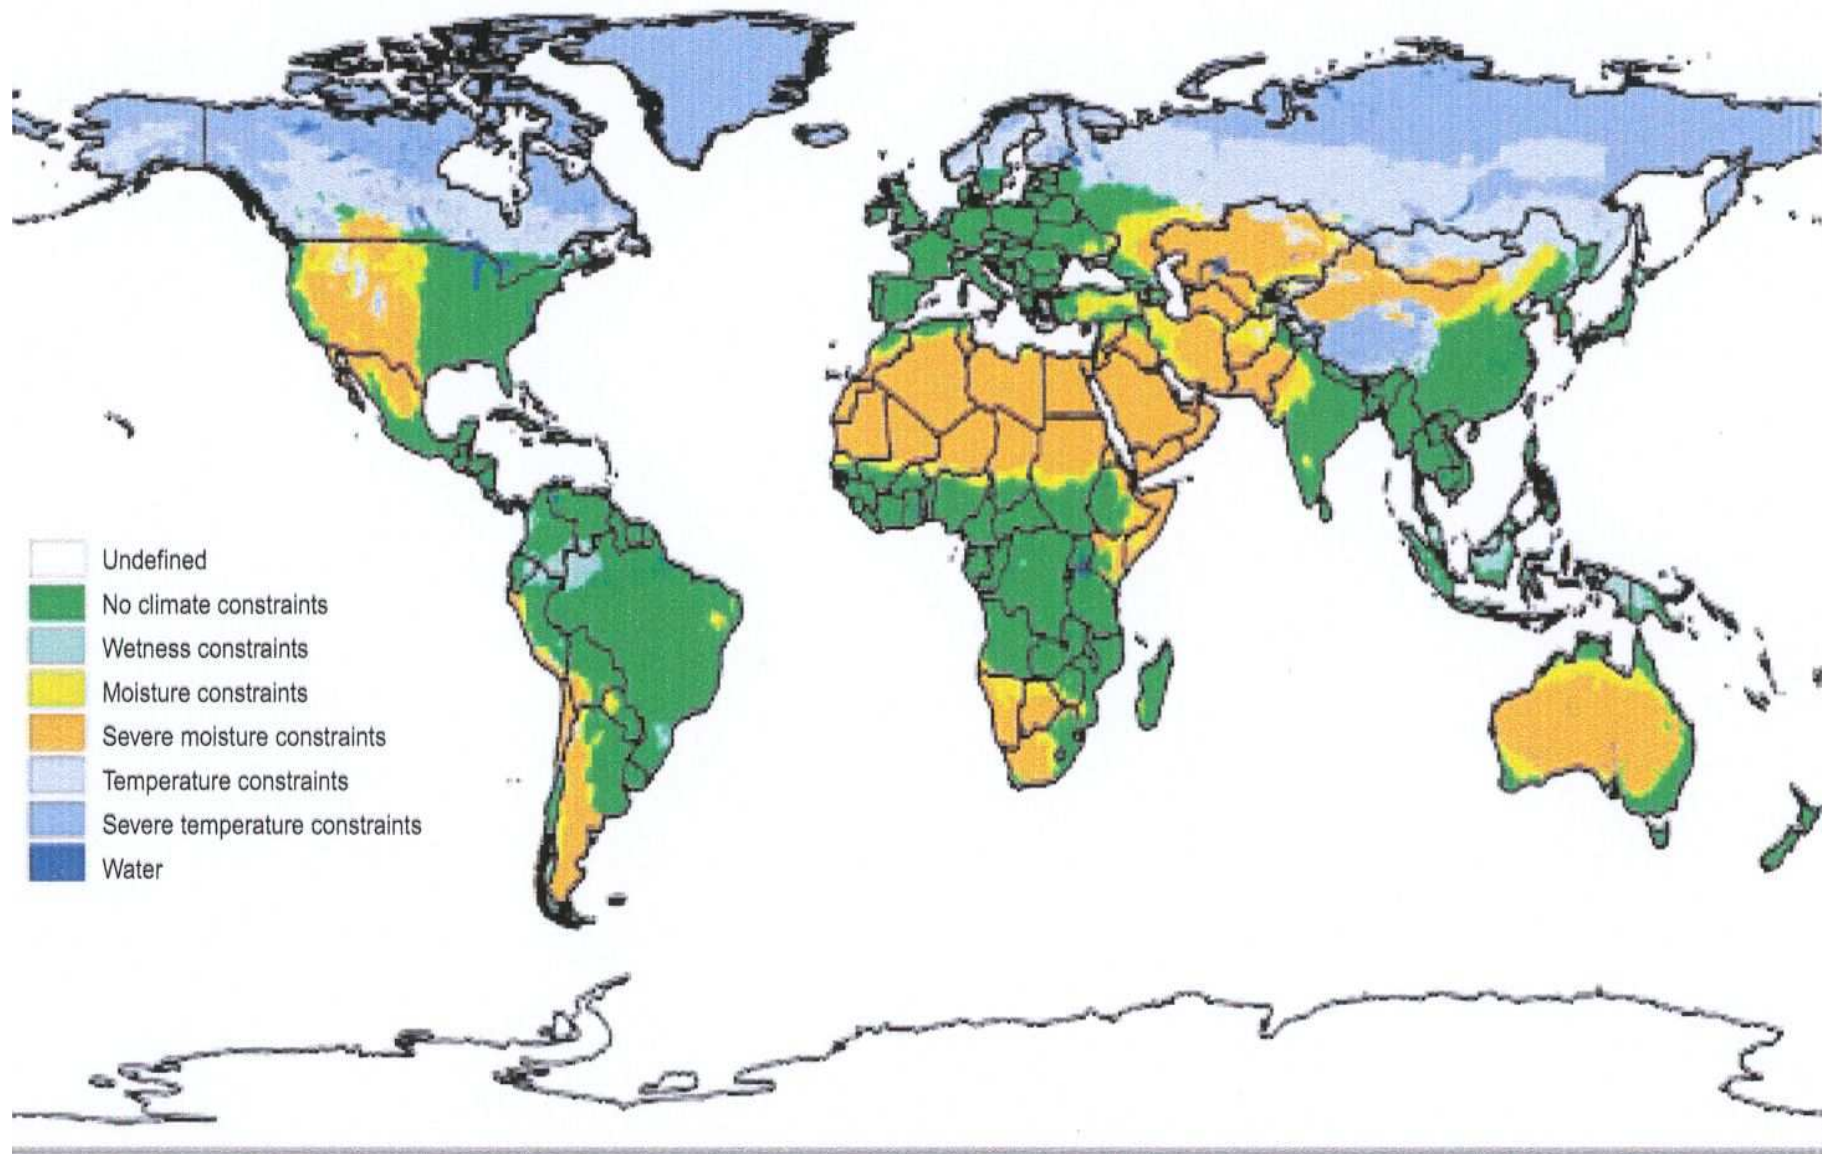 Undefined
No climate constraints
Wetness constraints
Moisture constraints
Severe moisture constraints
Temperature constraints
Severe temperature constraints
Water